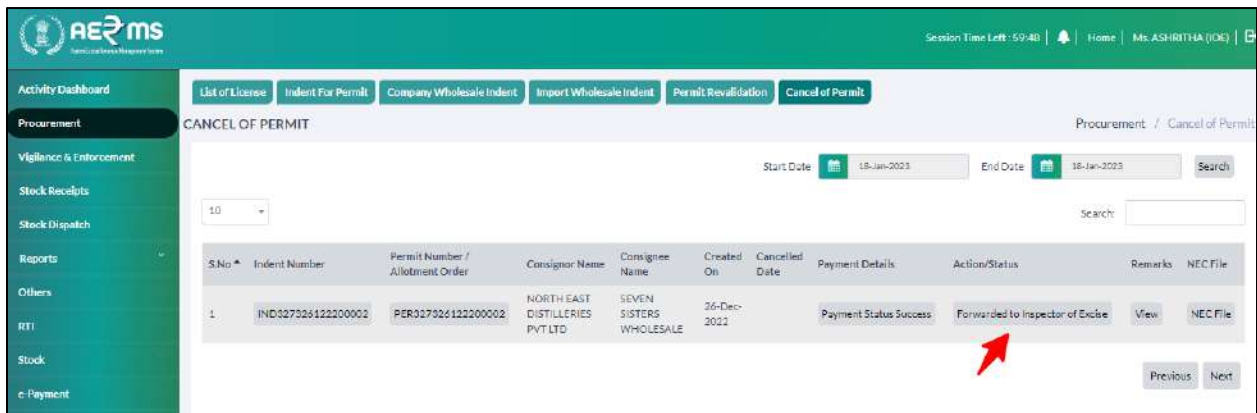 AERMS
Session Time Left : 59:48 | Home | Ms. ASHRITHA (IOE) |
Activity Dashboard
Procurement
Vigilance & Enforcement
Stock Receipts
Stock Dispatch
Reports
Others
RTI
Stock
e-Payment
List of License
Indent For Permit
Company Wholesale Indent
Import Wholesale Indent
Permit Revalidation
Cancel of Permit
CANCEL OF PERMIT
Procurement / Cancel of Permit
Start Date 18-Jan-2023 End Date 18-Jan-2023 Search
10
Search:
S.No Indent Number Permit Number / Allotment Order Consignor Name Consignee Name Created On Cancelled Date Payment Details Action/Status Remarks NEC File
1 IND327326122200002 PER327326122200002 NORTH EAST DISTILLERIES PVT LTD SEVEN SISTERS WHOLESALE 26-Dec-2022 Payment Status Success Forwarded to Inspector of Excise View NEC File
Previous Next